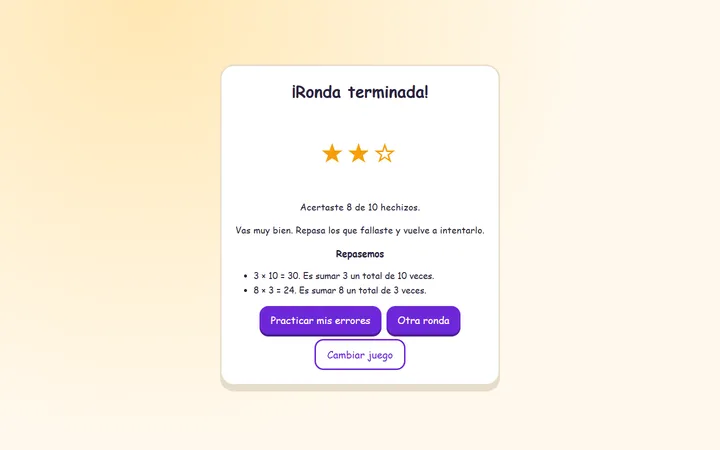 ¡Ronda terminada!
★ ★ ☆
Acertaste 8 de 10 hechizos.
Vas muy bien. Repasa los que fallaste y vuelve a intentarlo.
Repasemos
• 3 × 10 = 30. Es sumar 3 un total de 10 veces.
• 8 × 3 = 24. Es sumar 8 un total de 3 veces.
Practicar mis errores Otra ronda
Cambiar juego